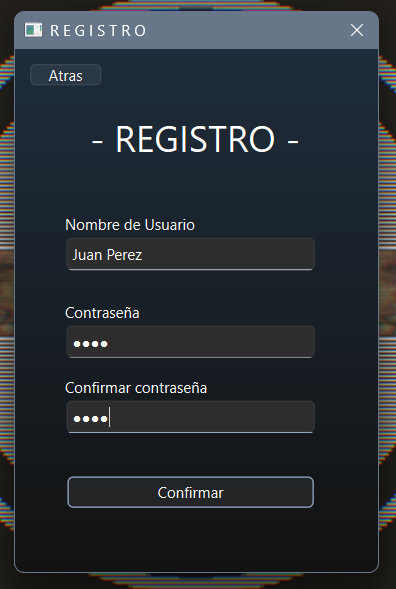 REGISTRO
Atras
- REGISTRO -
Nombre de Usuario
Juan Perez
Contraseña
●●●●
Confirmar contraseña
●●●●
Confirmar